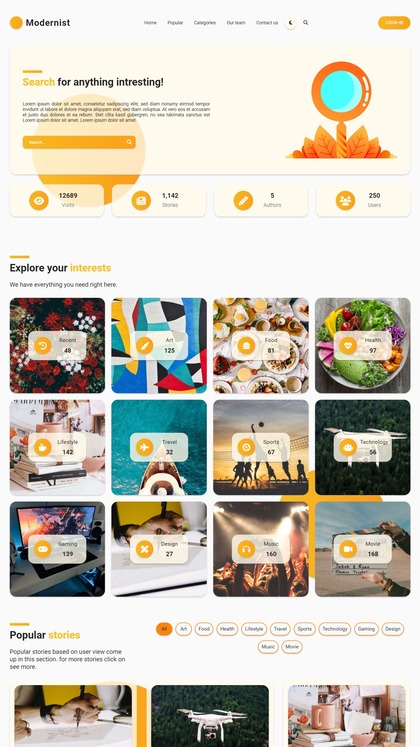 Modernist
Home Popular Categories Our team Contact us
LOGIN
Search for anything intresting!
Lorem ipsum dolor sit amet, consetetur sadipscing elitr, sed diam nonumy eirmod tempor
invidunt ut labore et dolore magna aliquyam erat, sed diam voluptua. At vero eos et accusam
et justo duo dolores et ea rebum. Stet clita kasd gubergren, no sea takimata sanctus est
Lorem ipsum dolor sit amet.
Search...
12689
Visits
1,142
Stories
5
Authors
250
Users
Explore your interests
We have everything you need right here.
Recent
48
Art
125
Food
81
Health
97
Lifestyle
142
Travel
32
Sports
67
Technology
56
Gaming
139
Design
27
Music
160
Movie
168
Popular stories
Popular stories based on user view come
up in this section. for more stories click on
see more.
All Art Food Health Lifestyle Travel Sports Technology Gaming Design
Music Movie